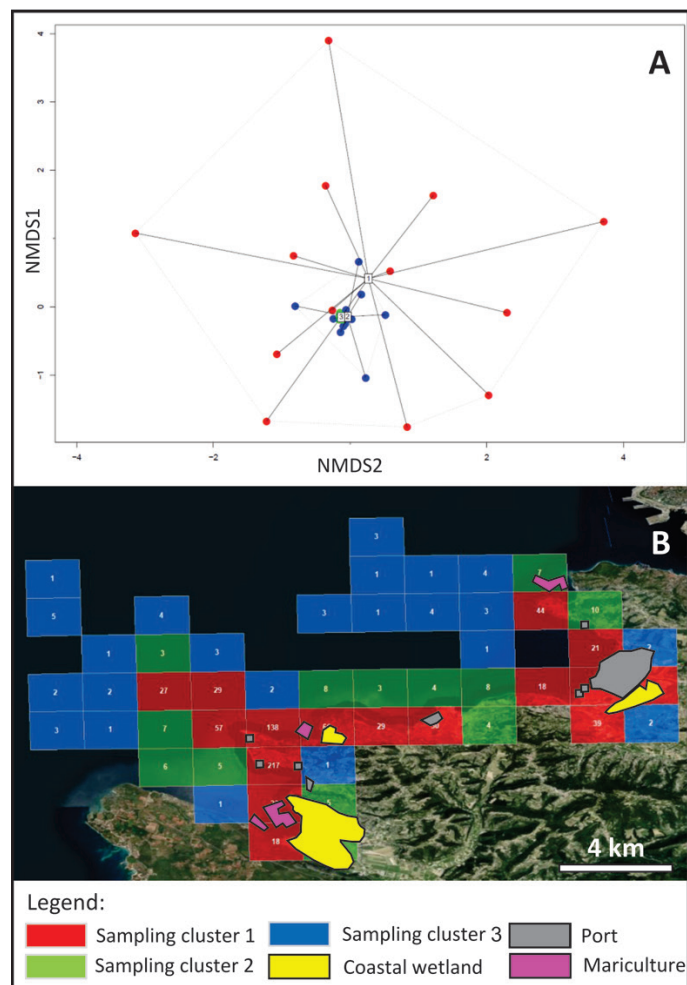 A
4
3
2
1
0
-1
NMDS1
1
3
2
-4
-2
0
2
4
NMDS2
B
3
1 1 1 4 7
5 4 3 1 4 3 44 10
1 3 3 1 21 2
2 2 27 29 2 8 3 4 8 18
3 1 7 57 138 29 4 39 2
6 5 217 1
1
18
4 km
Legend:
Sampling cluster 1 Sampling cluster 3 Port
Sampling cluster 2 Coastal wetland Mariculture